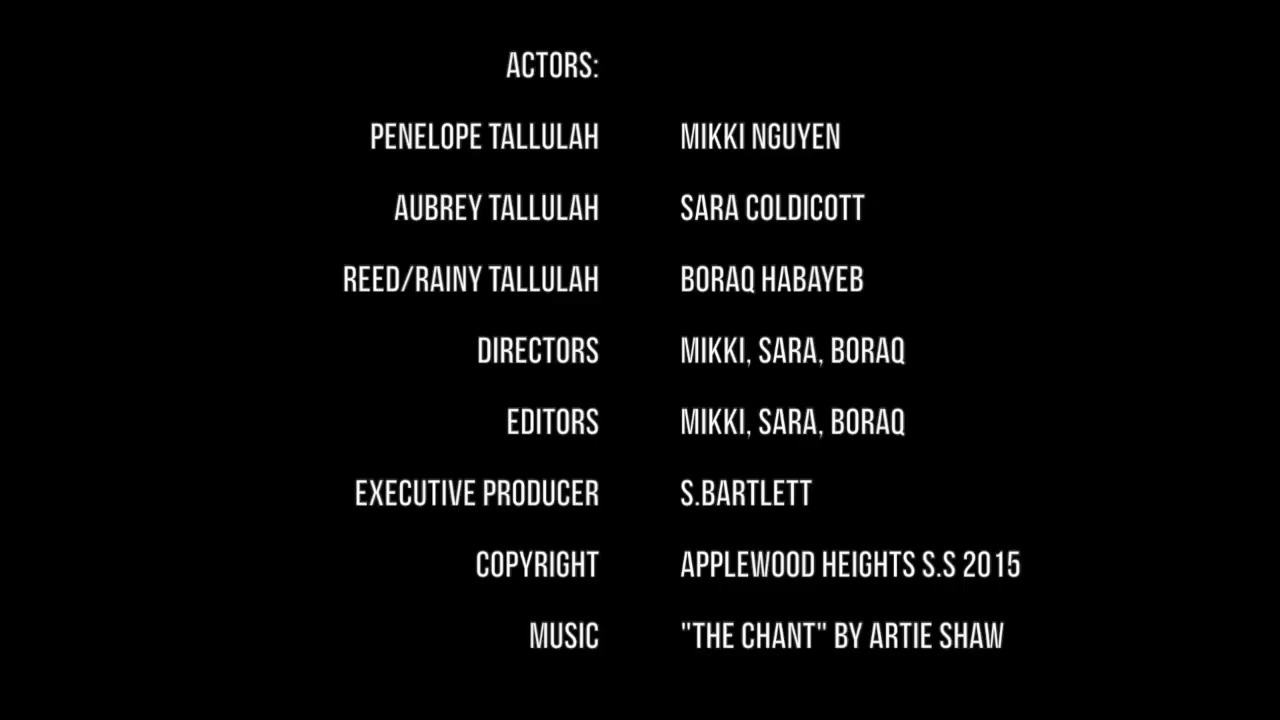 ACTORS:
PENELOPE TALLULAH MIKKI NGUYEN
AUBREY TALLULAH SARA COLDICOTT
REED/RAINY TALLULAH BORAQ HABAYEB
DIRECTORS MIKKI, SARA, BORAQ
EDITORS MIKKI, SARA, BORAQ
EXECUTIVE PRODUCER S.BARTLETT
COPYRIGHT APPLEWOOD HEIGHTS S.S 2015
MUSIC "THE CHANT" BY ARTIE SHAW